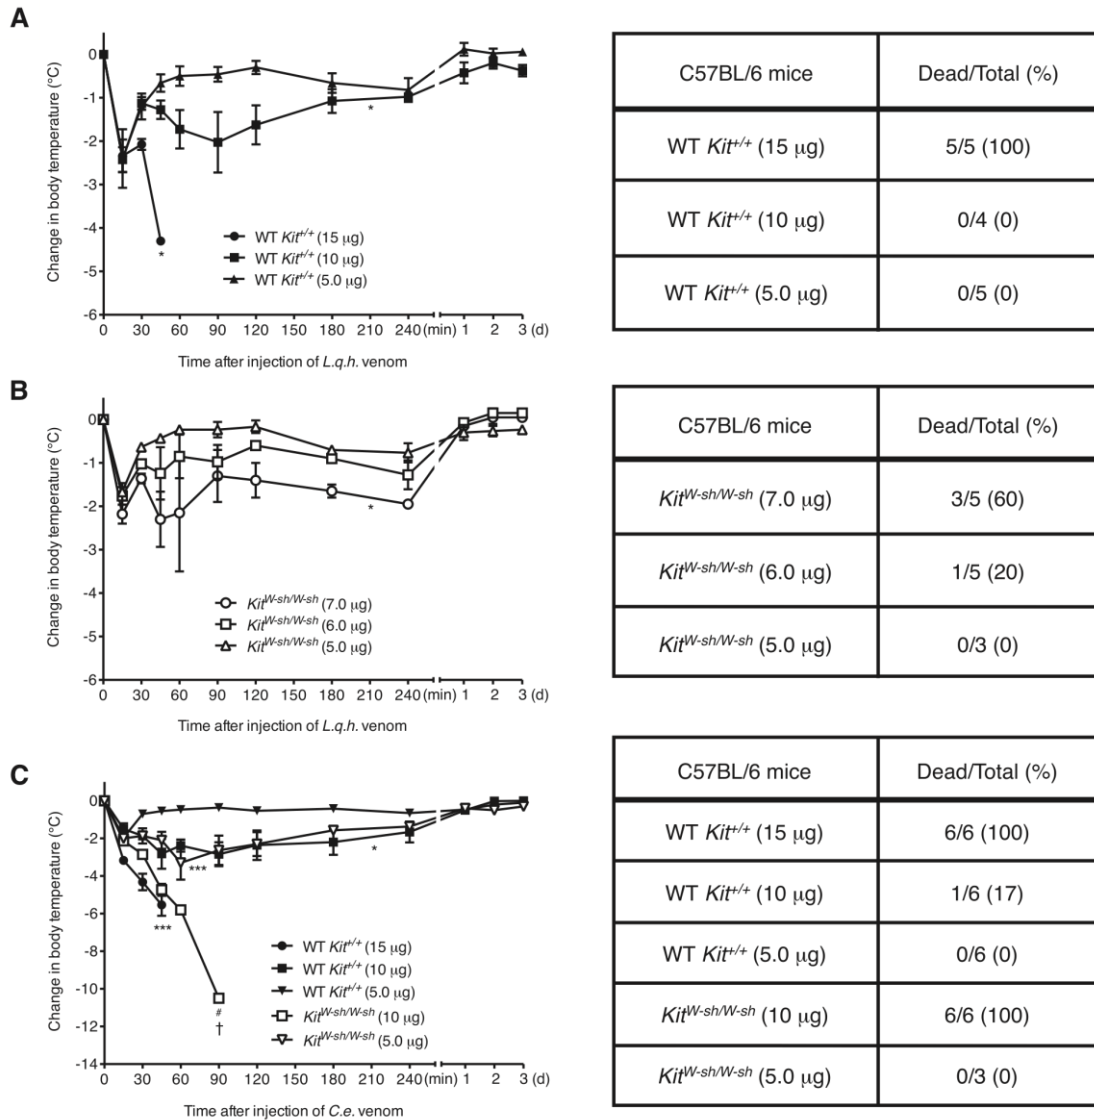 A
Change in body temperature (°C)
0
-1
-2
-3
-4
-5
-6
*
*
WT Kit+/+ (15 μg)
WT Kit+/+ (10 μg)
WT Kit+/+ (5.0 μg)
0 30 60 90 120 150 180 210 240 (min) 1 2 3 (d)
Time after injection of L.q.h. venom
C57BL/6 mice Dead/Total (%)
WT Kit+/+ (15 μg) 5/5 (100)
WT Kit+/+ (10 μg) 0/4 (0)
WT Kit+/+ (5.0 μg) 0/5 (0)
B
Change in body temperature (°C)
0
-1
-2
-3
-4
-5
-6
*
KitW-sh/W-sh (7.0 μg)
KitW-sh/W-sh (6.0 μg)
KitW-sh/W-sh (5.0 μg)
0 30 60 90 120 150 180 210 240 (min) 1 2 3 (d)
Time after injection of L.q.h. venom
C57BL/6 mice Dead/Total (%)
KitW-sh/W-sh (7.0 μg) 3/5 (60)
KitW-sh/W-sh (6.0 μg) 1/5 (20)
KitW-sh/W-sh (5.0 μg) 0/3 (0)
C
Change in body temperature (°C)
0
-2
-4
-6
-8
-10
-12
-14
*
***
***
#
†
WT Kit+/+ (15 μg)
WT Kit+/+ (10 μg)
WT Kit+/+ (5.0 μg)
KitW-sh/W-sh (10 μg)
KitW-sh/W-sh (5.0 μg)
0 30 60 90 120 150 180 210 240 (min) 1 2 3 (d)
Time after injection of C.e. venom
C57BL/6 mice Dead/Total (%)
WT Kit+/+ (15 μg) 6/6 (100)
WT Kit+/+ (10 μg) 1/6 (17)
WT Kit+/+ (5.0 μg) 0/6 (0)
KitW-sh/W-sh (10 μg) 6/6 (100)
KitW-sh/W-sh (5.0 μg) 0/3 (0)